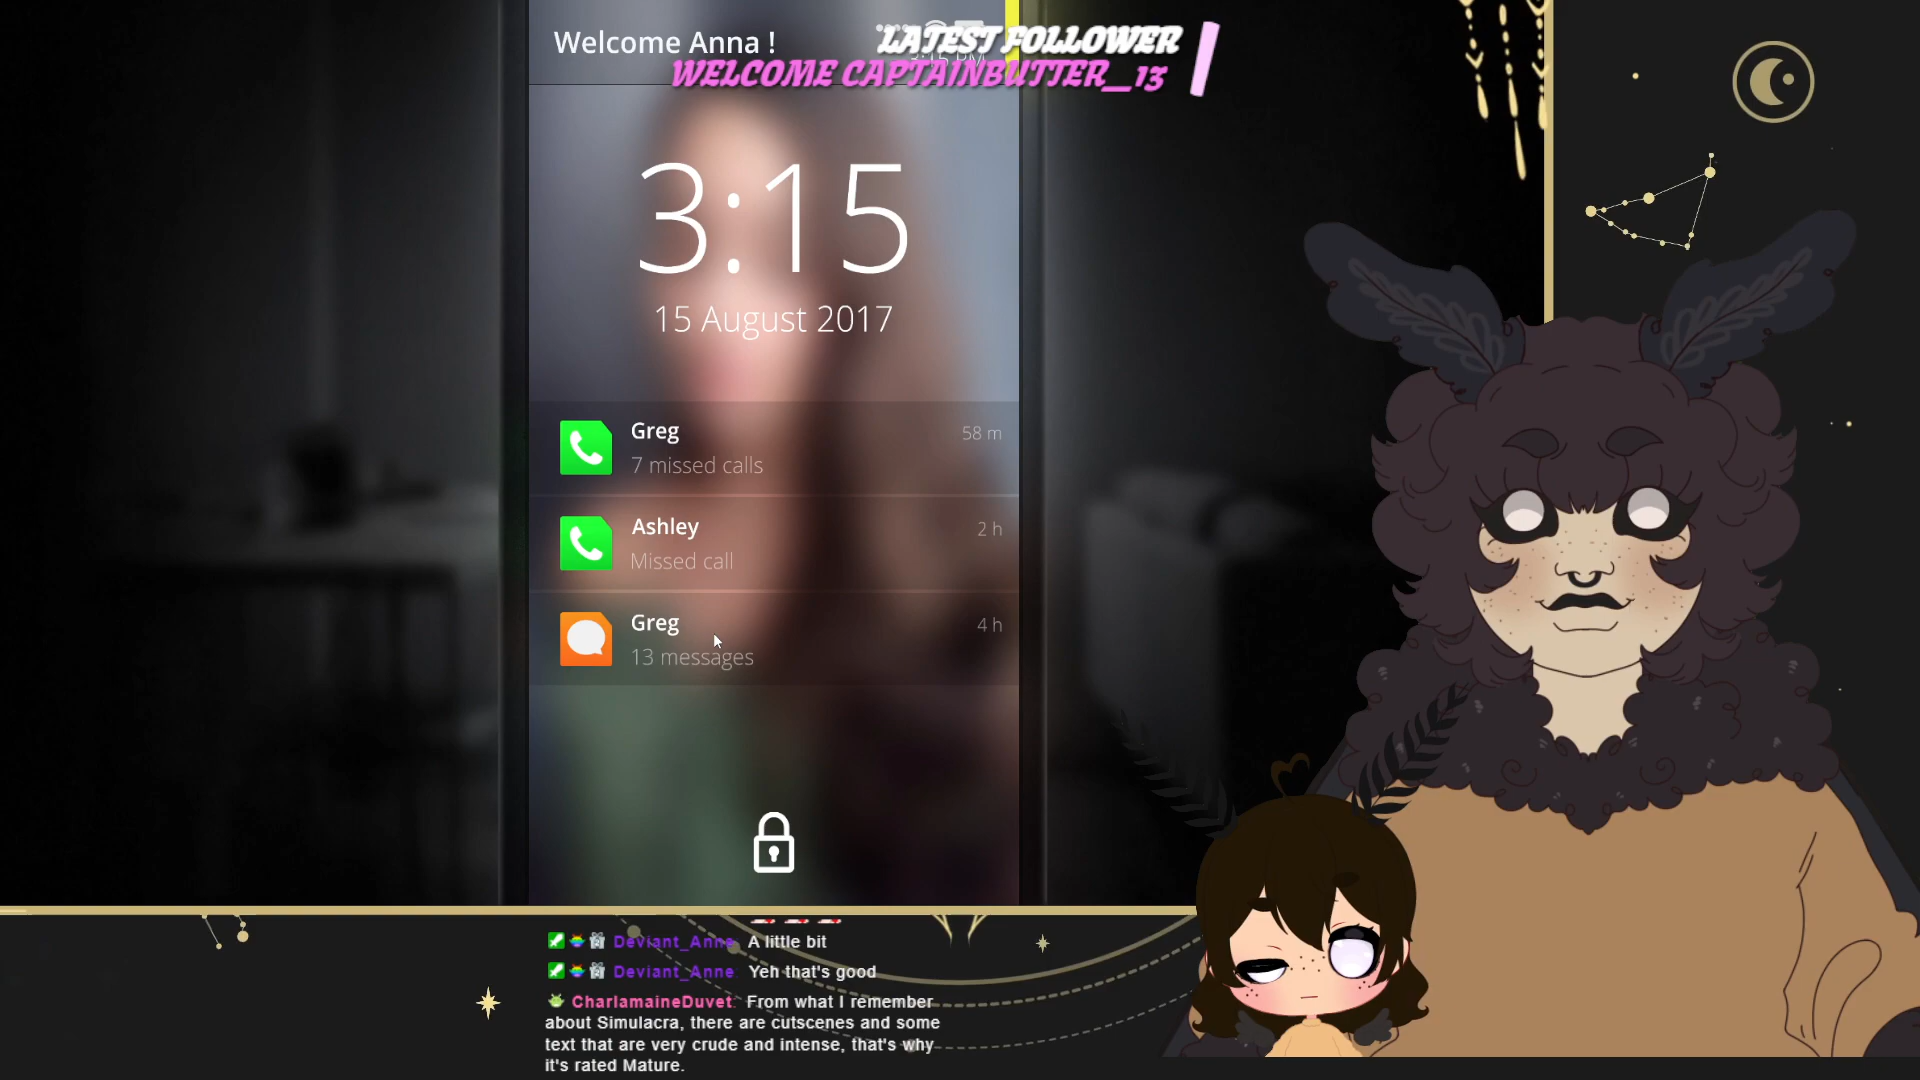 Welcome Anna !
LATEST FOLLOWER
WELCOME CAPTAINBUTTER_13
3:15
15 August 2017
Greg
58 m
7 missed calls
Ashley
2 h
Missed call
Greg
4 h
13 messages
Deviant_Anne: A little bit
Deviant_Anne: Yeh that's good
CharlamaineDuvet: From what I remember
about Simulacra, there are cutscenes and some
text that are very crude and intense, that's why
it's rated Mature.